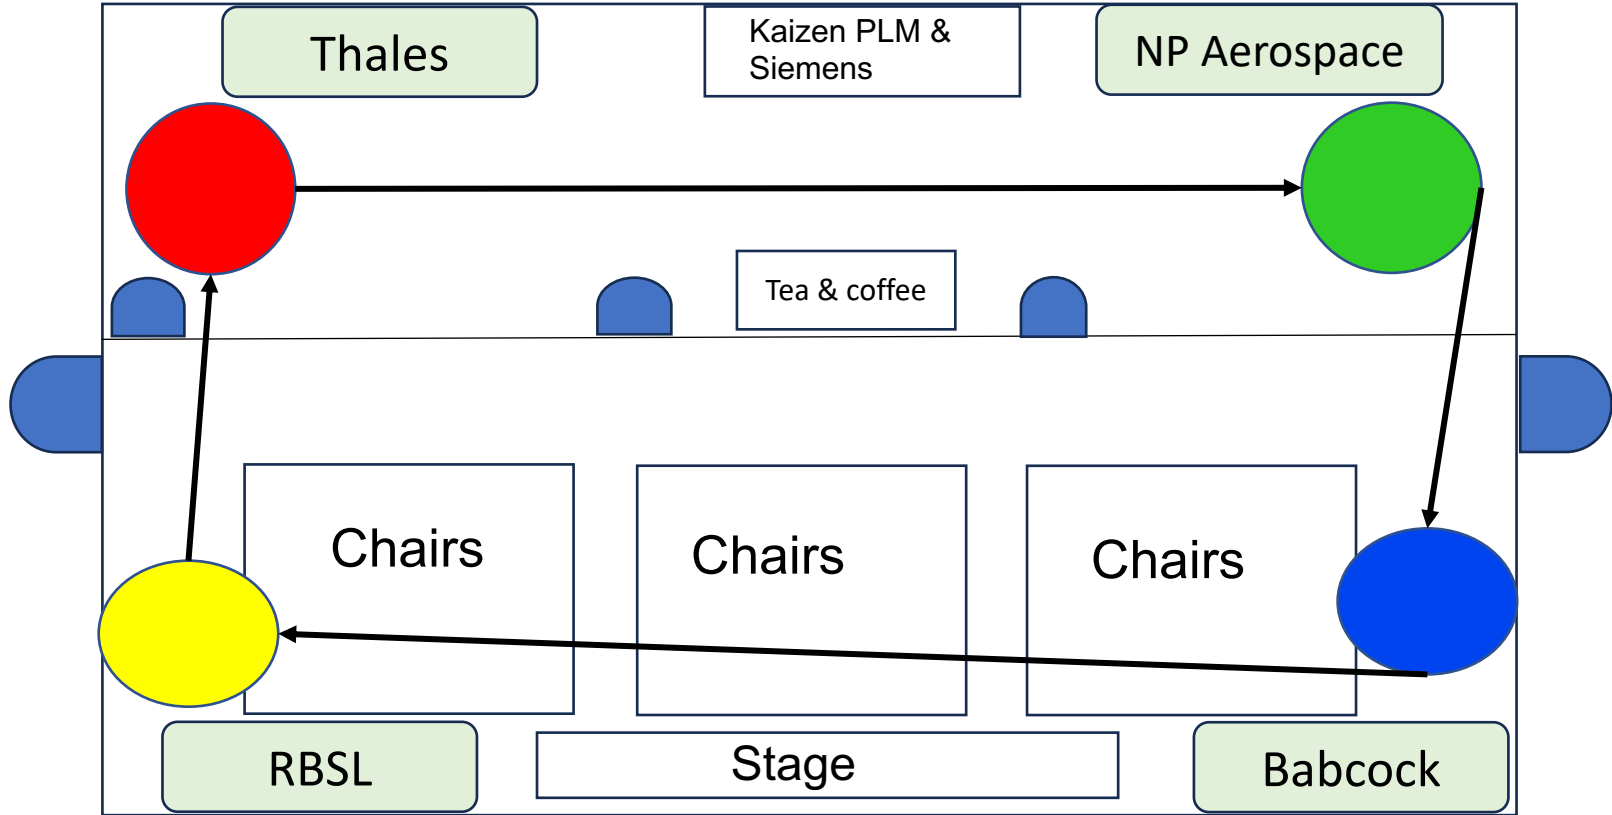 Thales
Kaizen PLM &
Siemens
NP Aerospace
Tea & coffee
Chairs
Chairs
Chairs
RBSL
Stage
Babcock